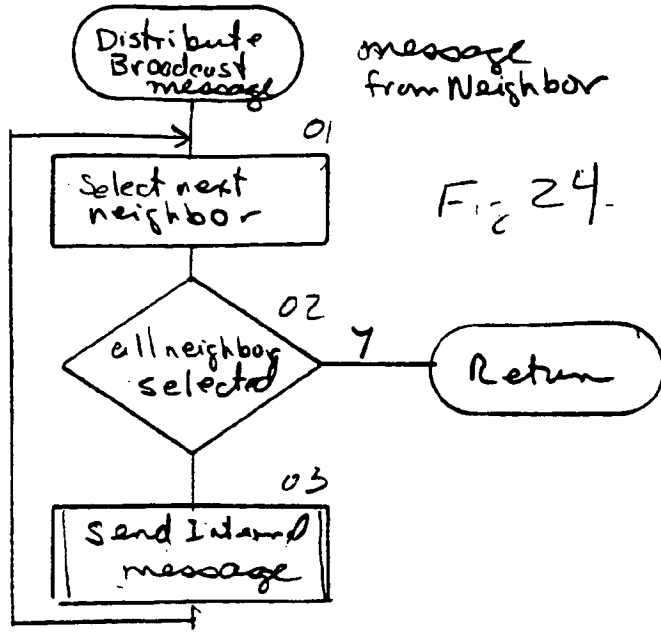 Distribute
Broadcast
message
message
from Neighbor
01
Select next
neighbor
Fig 24.
02
all neighbor
selected
Y
Return
03
Send Internal
message